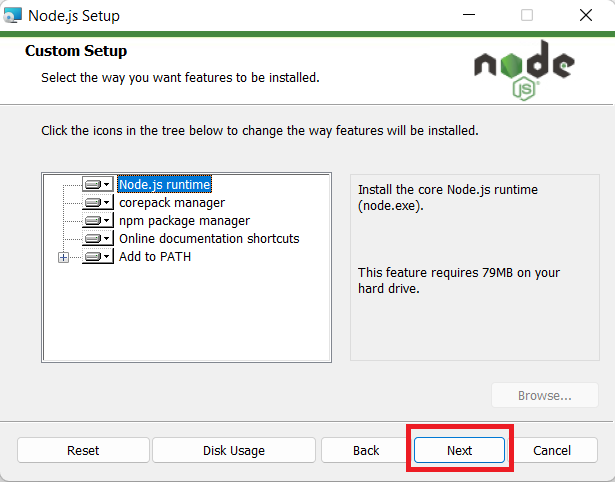 Node.js Setup
Custom Setup
Select the way you want features to be installed.
node
JS
Click the icons in the tree below to change the way features will be installed.
Node.js runtime
corepack manager
npm package manager
Online documentation shortcuts
Add to PATH
Install the core Node.js runtime
(node.exe).
This feature requires 79MB on your
hard drive.
Browse...
Reset
Disk Usage
Back
Next
Cancel